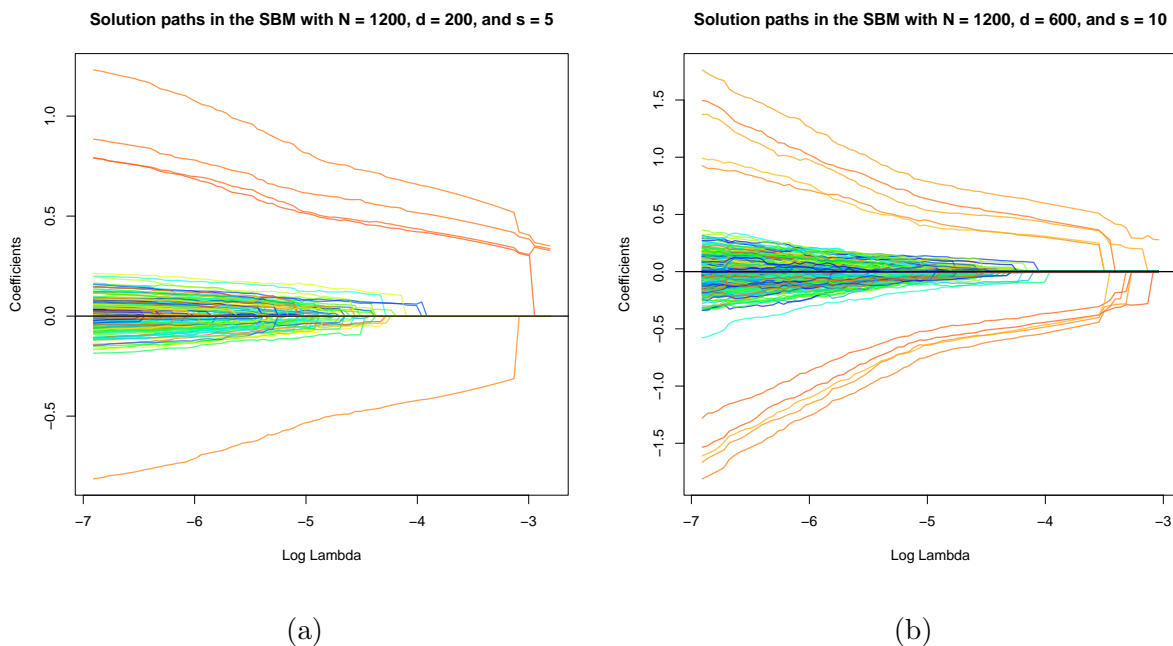 Solution paths in the SBM with N = 1200, d = 200, and s = 5
Coefficients
1.0
0.5
0.0
−0.5
−7
−6
−5
−4
−3
Log Lambda
(a)
Solution paths in the SBM with N = 1200, d = 600, and s = 10
Coefficients
1.5
1.0
0.5
0.0
−0.5
−1.0
−1.5
−7
−6
−5
−4
−3
Log Lambda
(b)